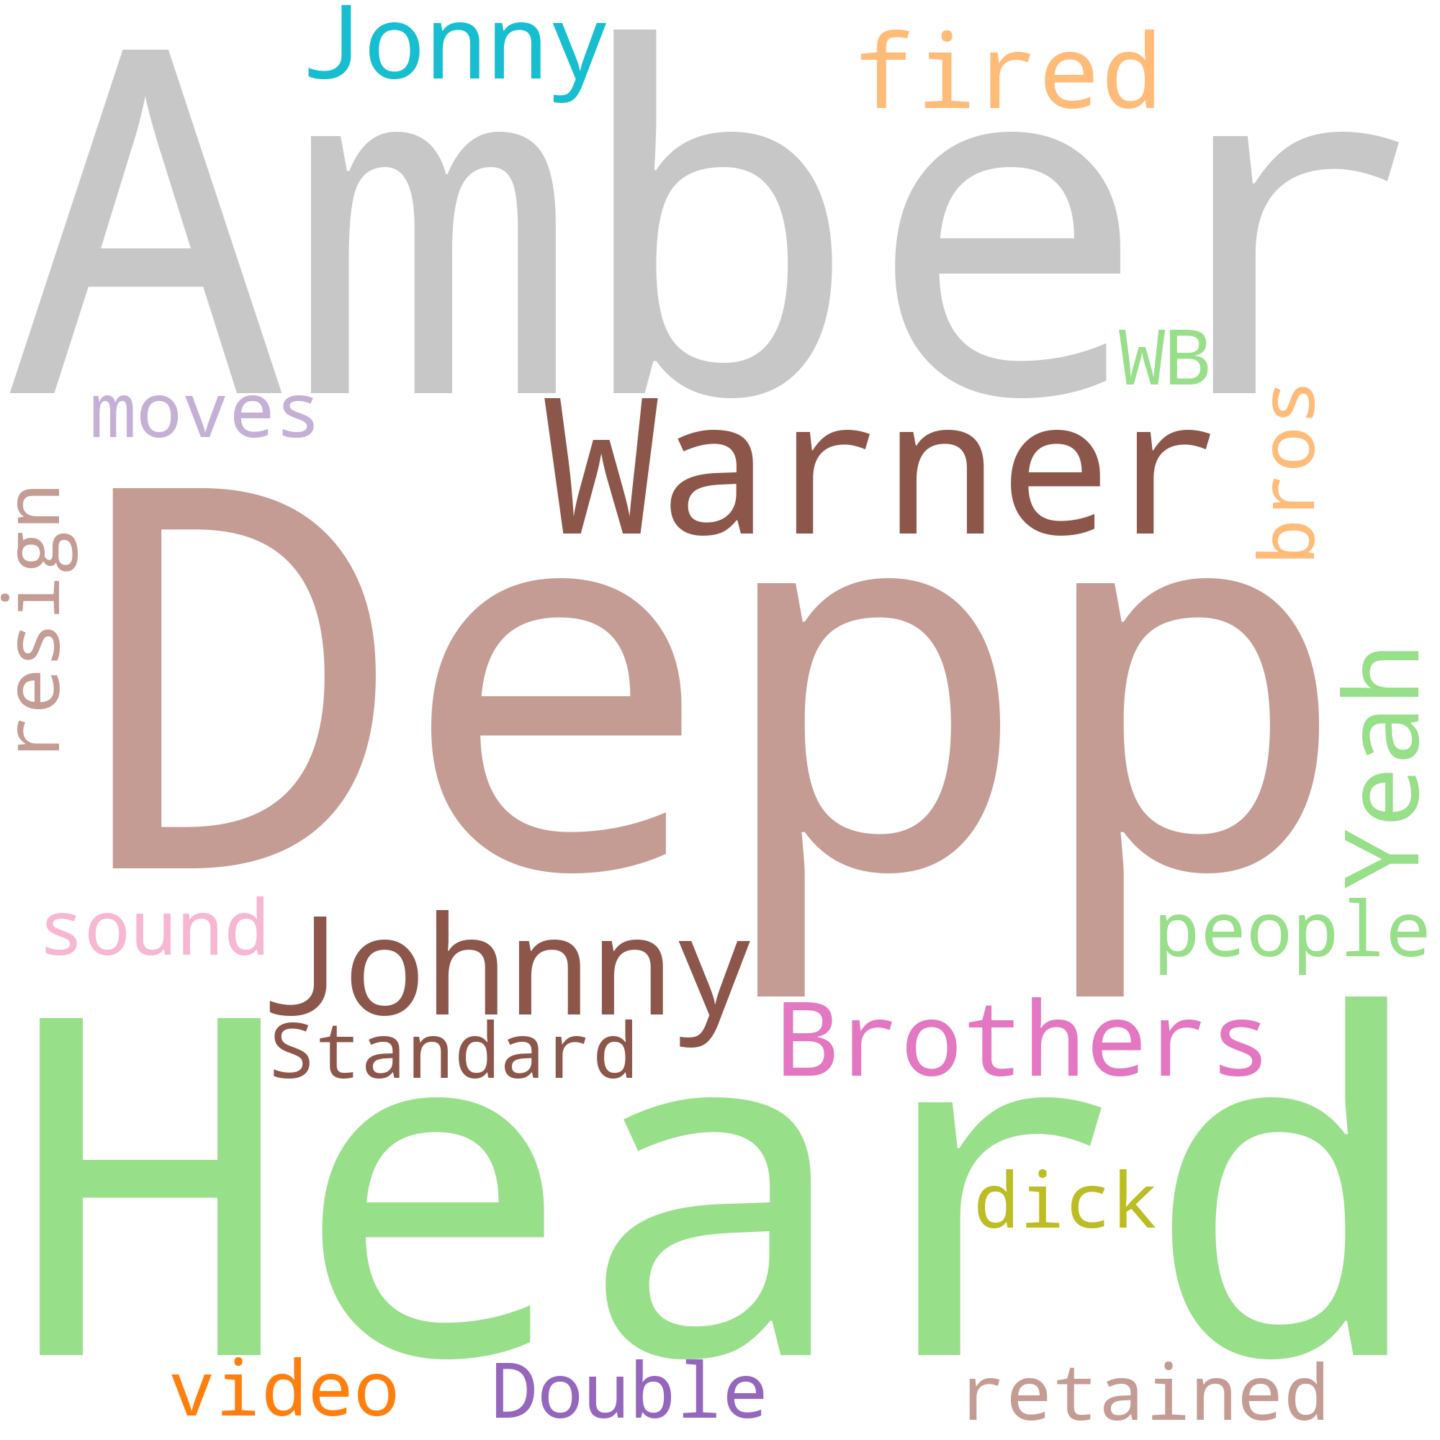 Jonny
fired
Amber
WB
moves
Warner
bros
resign
Depp
Yeah
sound
people
Johnny
Standard
Brothers
Heard
dick
video
Double
retained